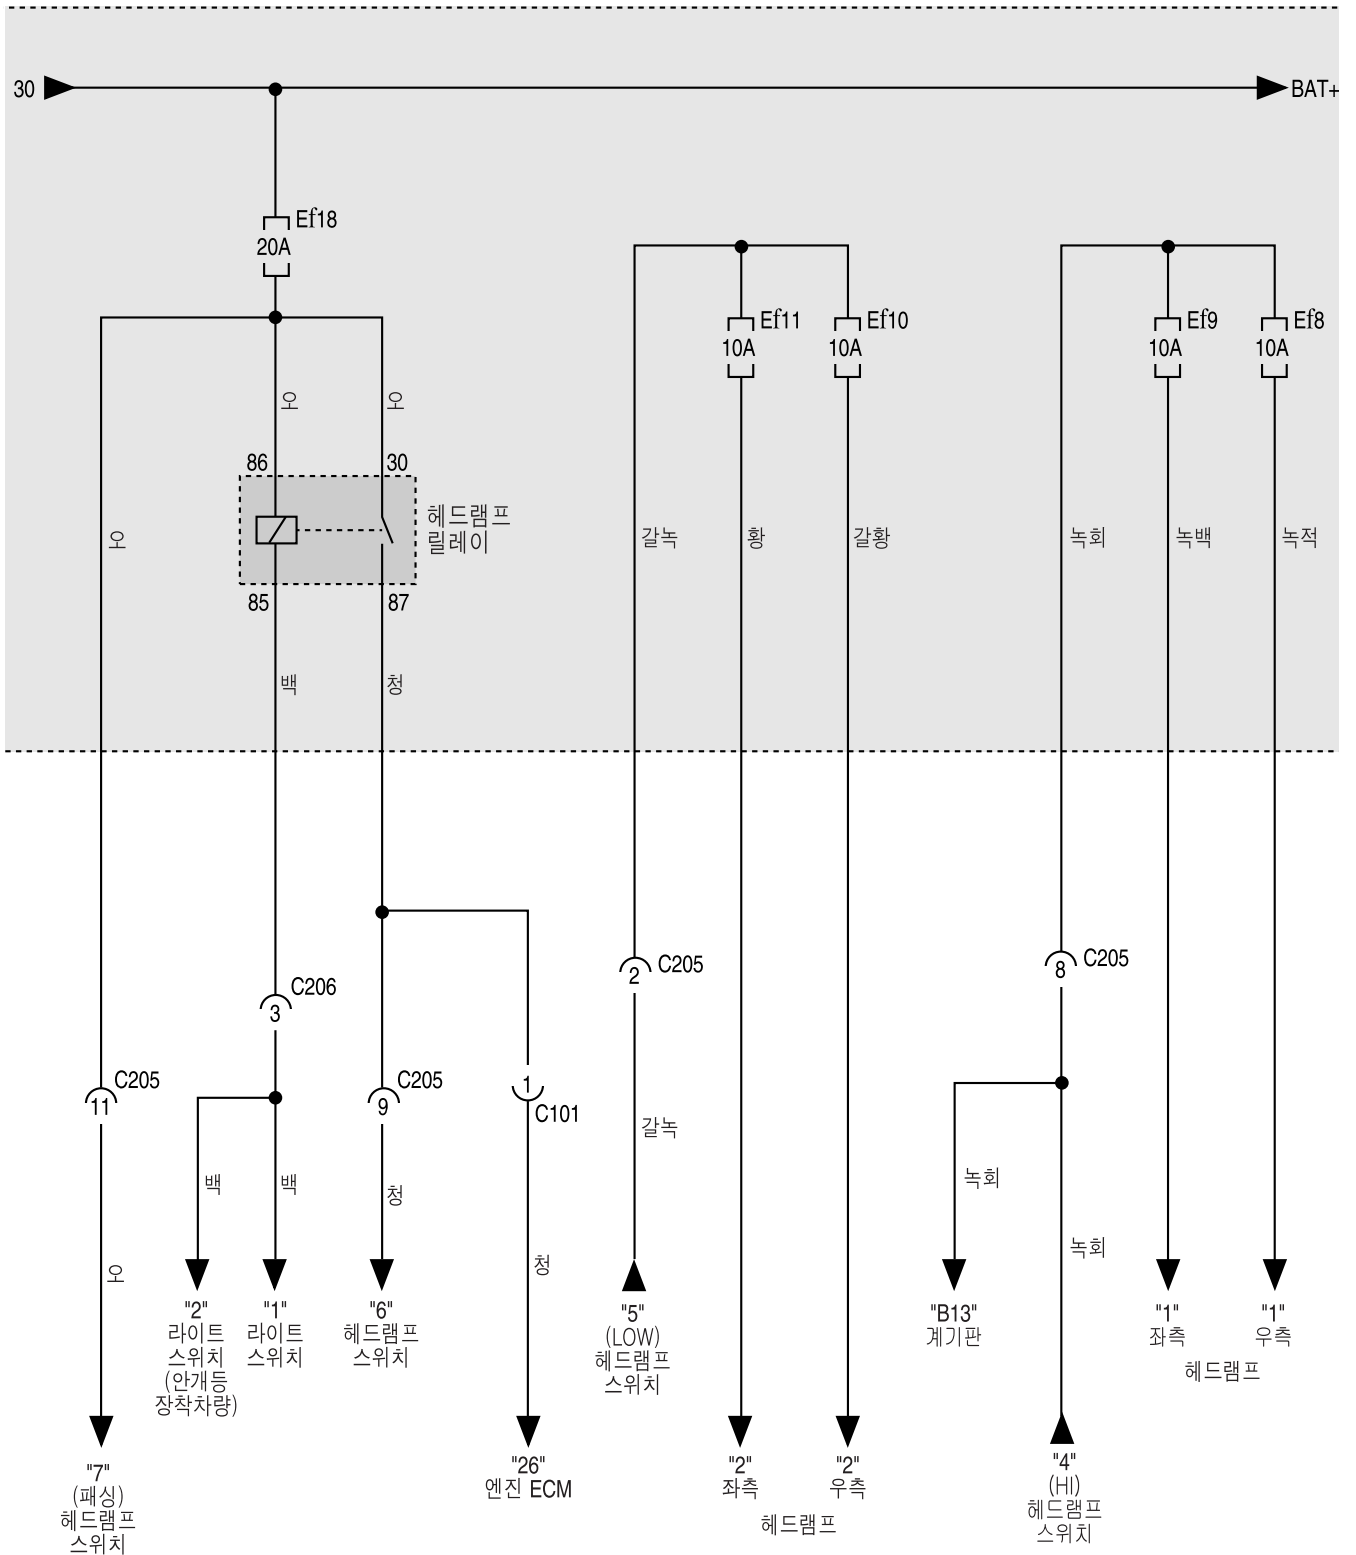 30
BAT+
Ef18
20A
Ef11
10A
Ef10
10A
Ef9
10A
Ef8
10A
오
오
86
30
헤드램프
릴레이
85
87
오
갈녹
황
갈황
녹회
녹백
녹적
백
청
C205
2
C205
8
C206
3
C205
11
C205
9
1
C101
갈녹
백
백
청
녹회
녹회
오
청
"2"
라이트
스위치
(안개등
장착차량)
"1"
라이트
스위치
"6"
헤드램프
스위치
"5"
(LOW)
헤드램프
스위치
"B13"
계기판
"1"
좌측
"1"
우측
헤드램프
"7"
(패싱)
헤드램프
스위치
"26"
엔진 ECM
"2"
좌측
"2"
우측
헤드램프
"4"
(HI)
헤드램프
스위치